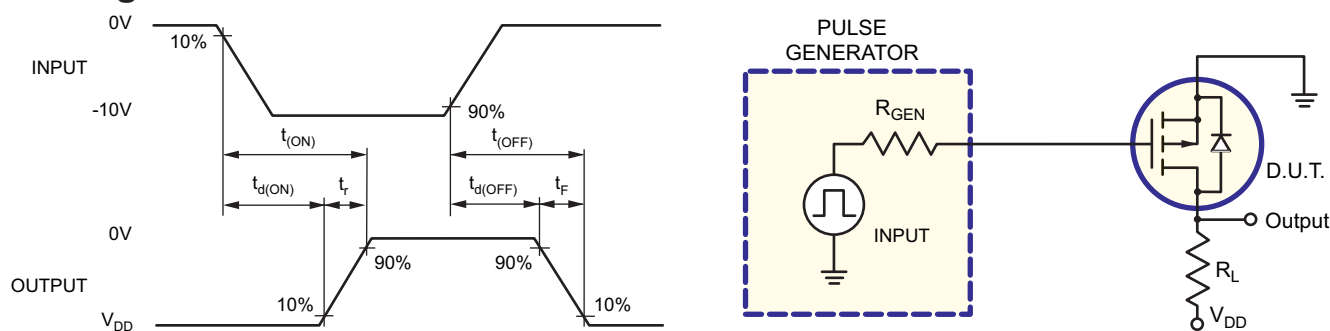 0V
10%
INPUT
-10V
90%
t(ON)
t(OFF)
td(ON)
tr
td(OFF)
tF
0V
90%
90%
OUTPUT
10%
10%
VDD
PULSE
GENERATOR
RGEN
INPUT
D.U.T.
Output
RL
VDD